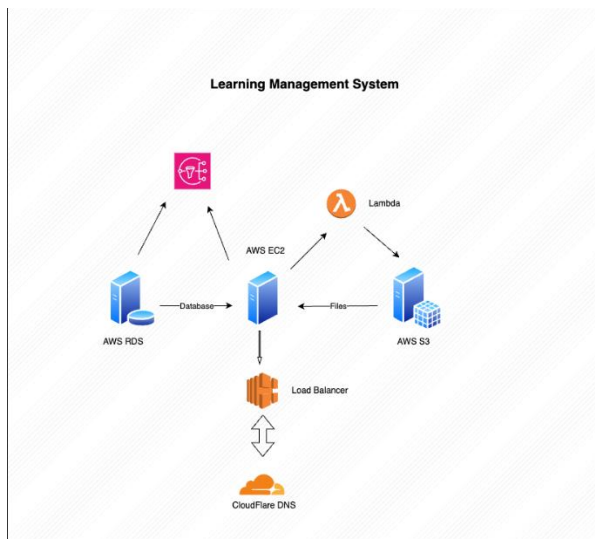 Learning Management System
Lambda
AWS EC2
Database
Files
AWS RDS
AWS S3
Load Balancer
CloudFlare DNS